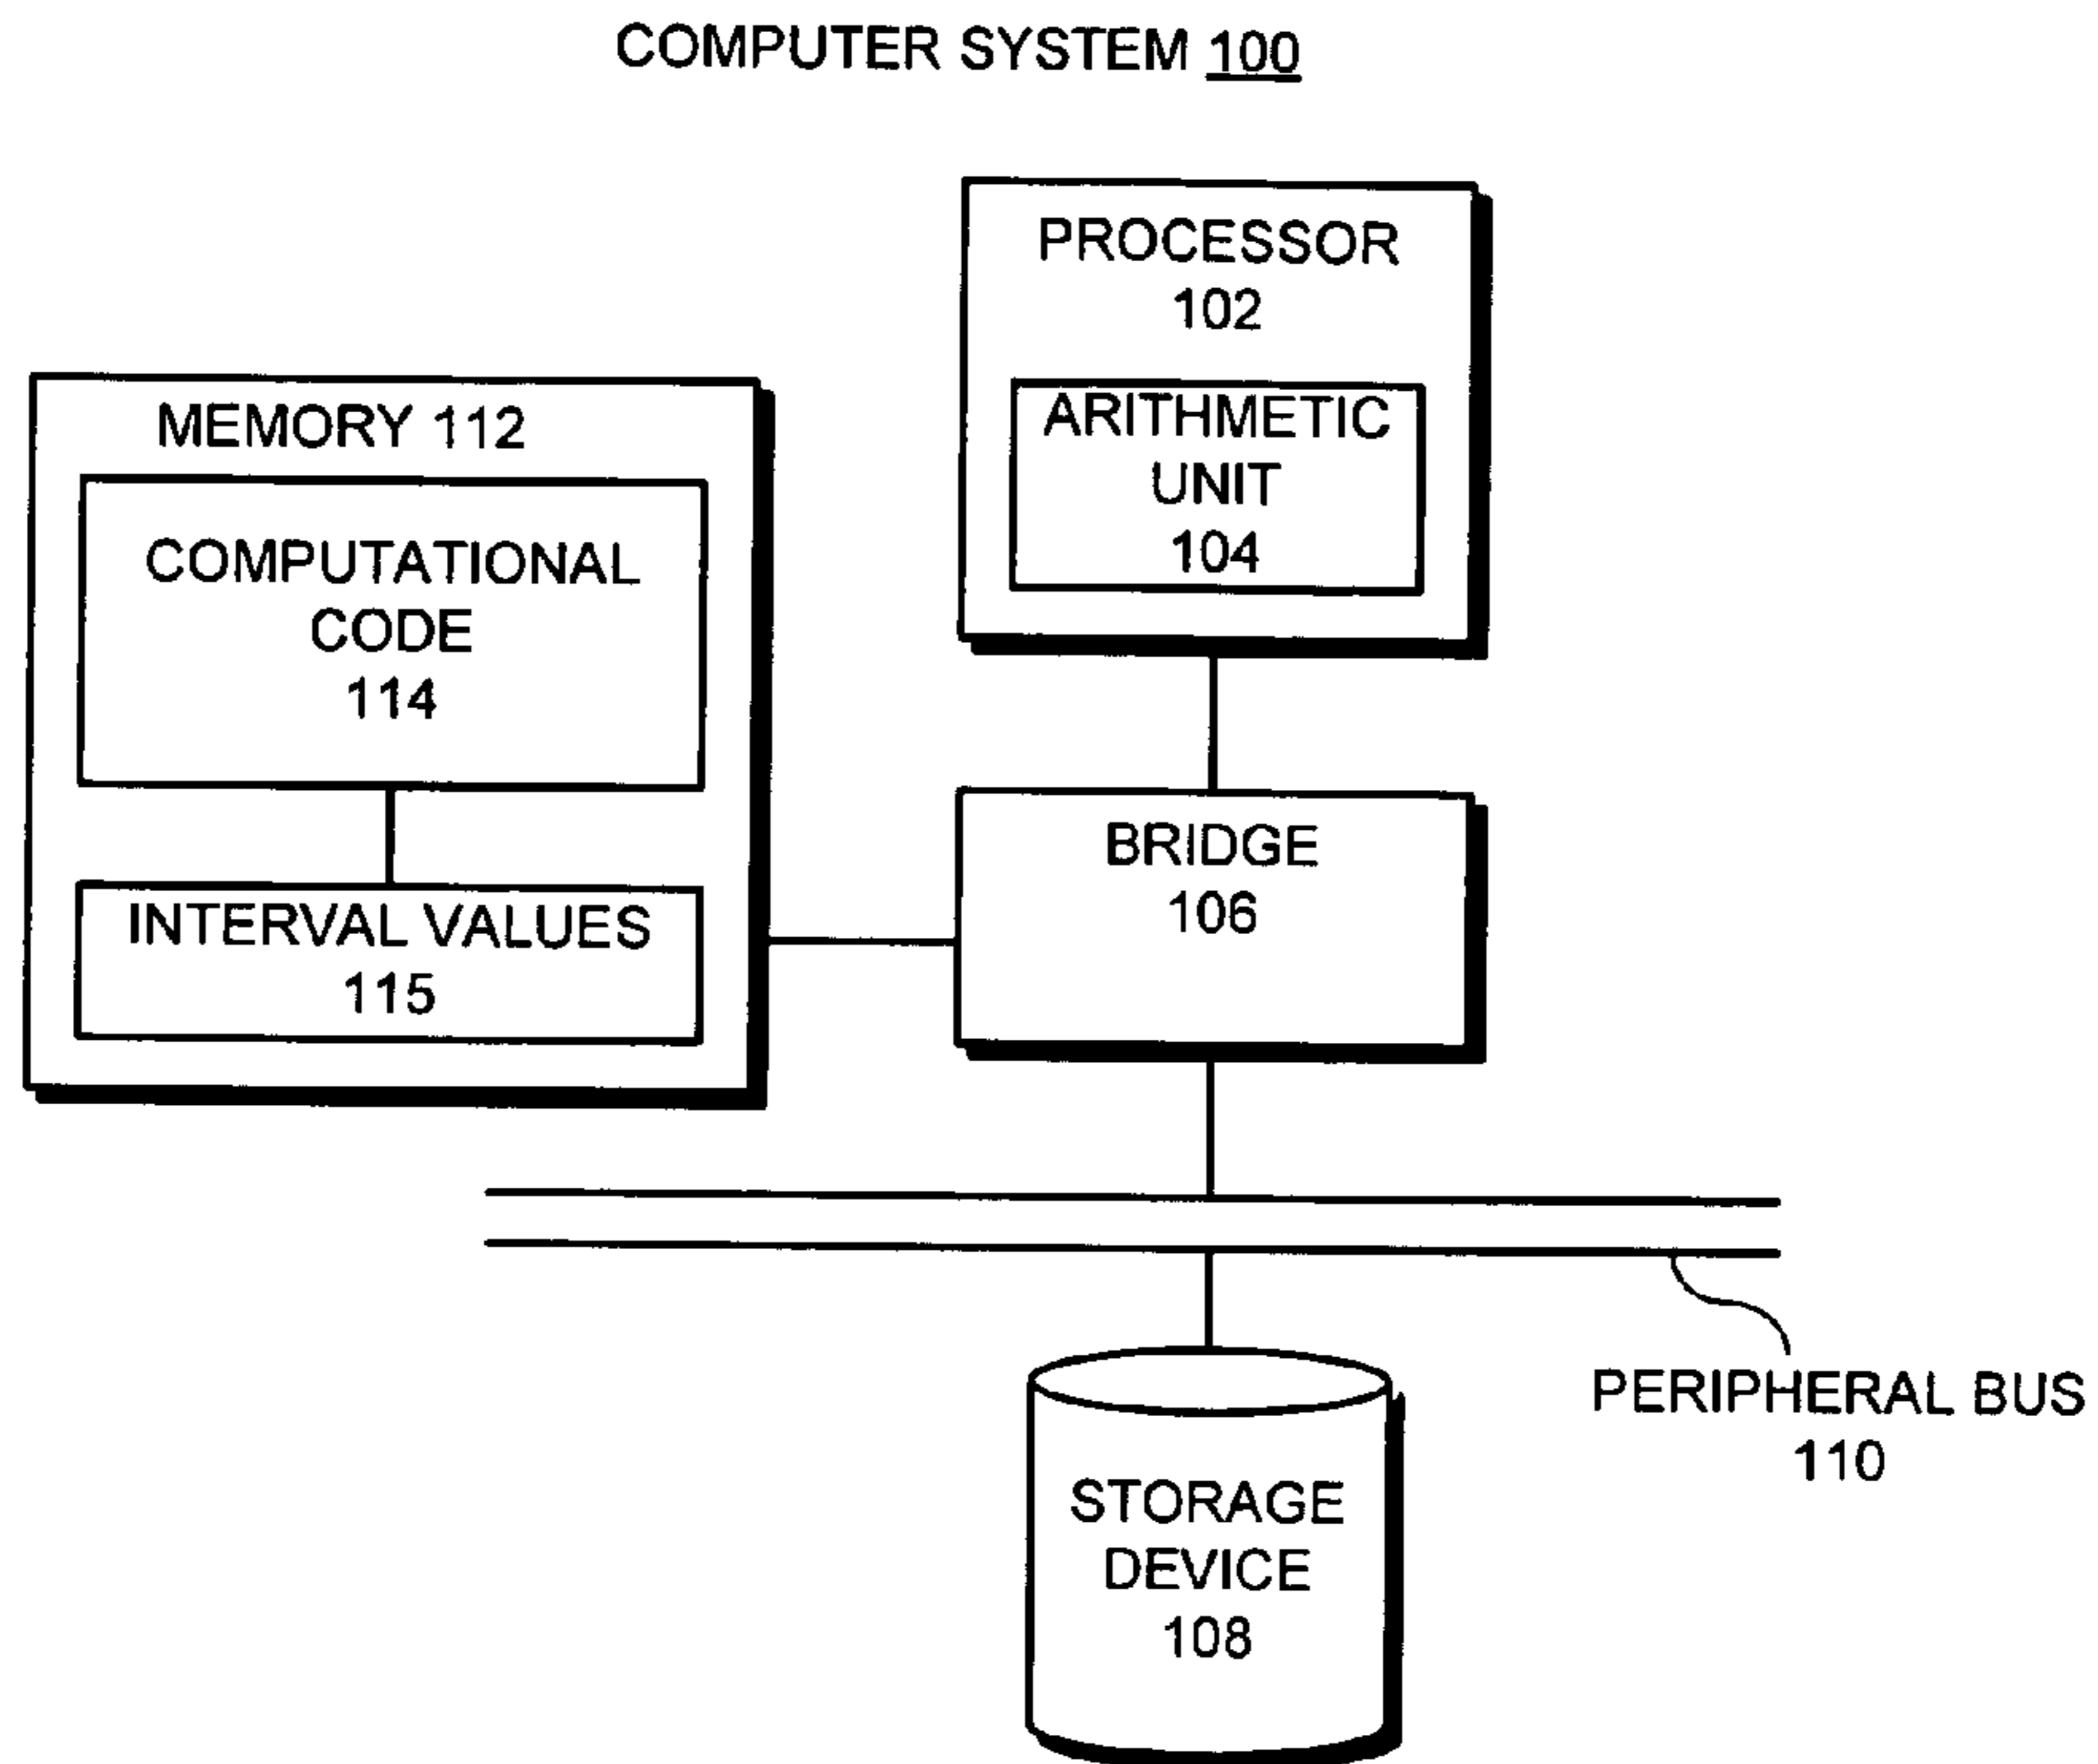 COMPUTER SYSTEM 100
PROCESSOR
102
ARITHMETIC
UNIT
104
MEMORY 112
COMPUTATIONAL
CODE
114
INTERVAL VALUES
115
BRIDGE
106
PERIPHERAL BUS
110
STORAGE
DEVICE
108